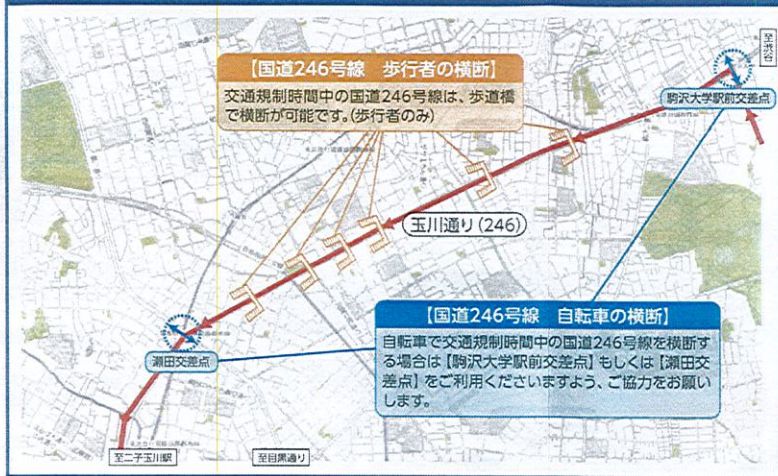 【国道246号線 歩行者の横断】
交通規制時間中の国道246号線は、歩道橋
で横断が可能です。(歩行者のみ)
至渋谷
駒沢大学駅前交差点
玉川通り(246)
【国道246号線 自転車の横断】
自転車で交通規制時間中の国道246号線を横断す
る場合は【駒沢大学駅前交差点】もしくは【瀬田交
差点】をご利用くださいますよう、ご協力をお願い
します。
瀬田交差点
至二子玉川駅
至目黒通り